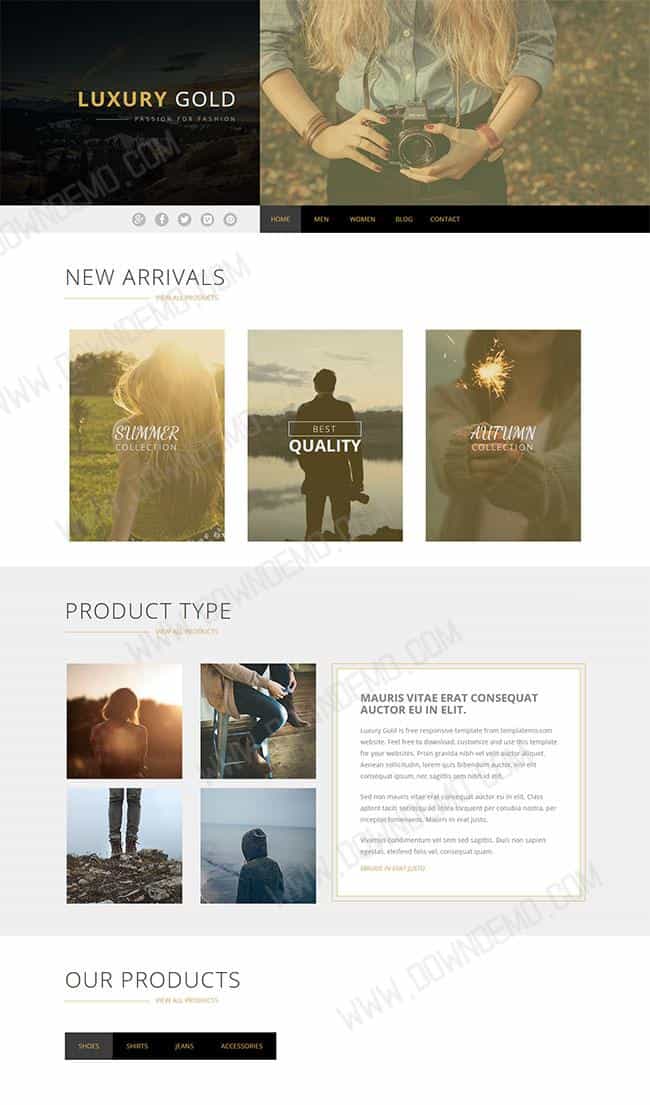 LUXURY GOLD
PASSION FOR FASHION
HOME MEN WOMEN BLOG CONTACT
NEW ARRIVALS
VIEW ALL PRODUCTS
SUMMER
COLLECTION
BEST
QUALITY
AUTUMN
COLLECTION
PRODUCT TYPE
VIEW ALL PRODUCTS
MAURIS VITAE ERAT CONSEQUAT
AUCTOR EU IN ELIT.
Luxury Gold is free responsive template from templatemo.com
website. Feel free to download, customize and use this template
for your websites. Proin gravida nibh vel velit auctor aliquet.
Aenean sollicitudin, lorem quis bibendum auctor, nisi elit
consequat ipsum, nec sagittis sem nibh id elit.
Sed non mauris vitae erat consequat auctor eu in elit. Class
aptent taciti sociosqu ad litora torquent per conubia nostra, per
inceptos himenaeos. Mauris in erat justo.
Vivamus condimentum vel sem sed sagittis. Duis non sapien
egestas, eleifend felis vel, consequat quam.
MAURIS IN ERAT JUSTO
OUR PRODUCTS
VIEW ALL PRODUCTS
SHOES SHIRTS JEANS ACCESSORIES
WWW.DOWNDEMO.COM
WWW.DOWNDEMO.COM
WWW.DOWNDEMO.COM
WWW.DOWNDEMO.COM
WWW.DOWNDEMO.COM